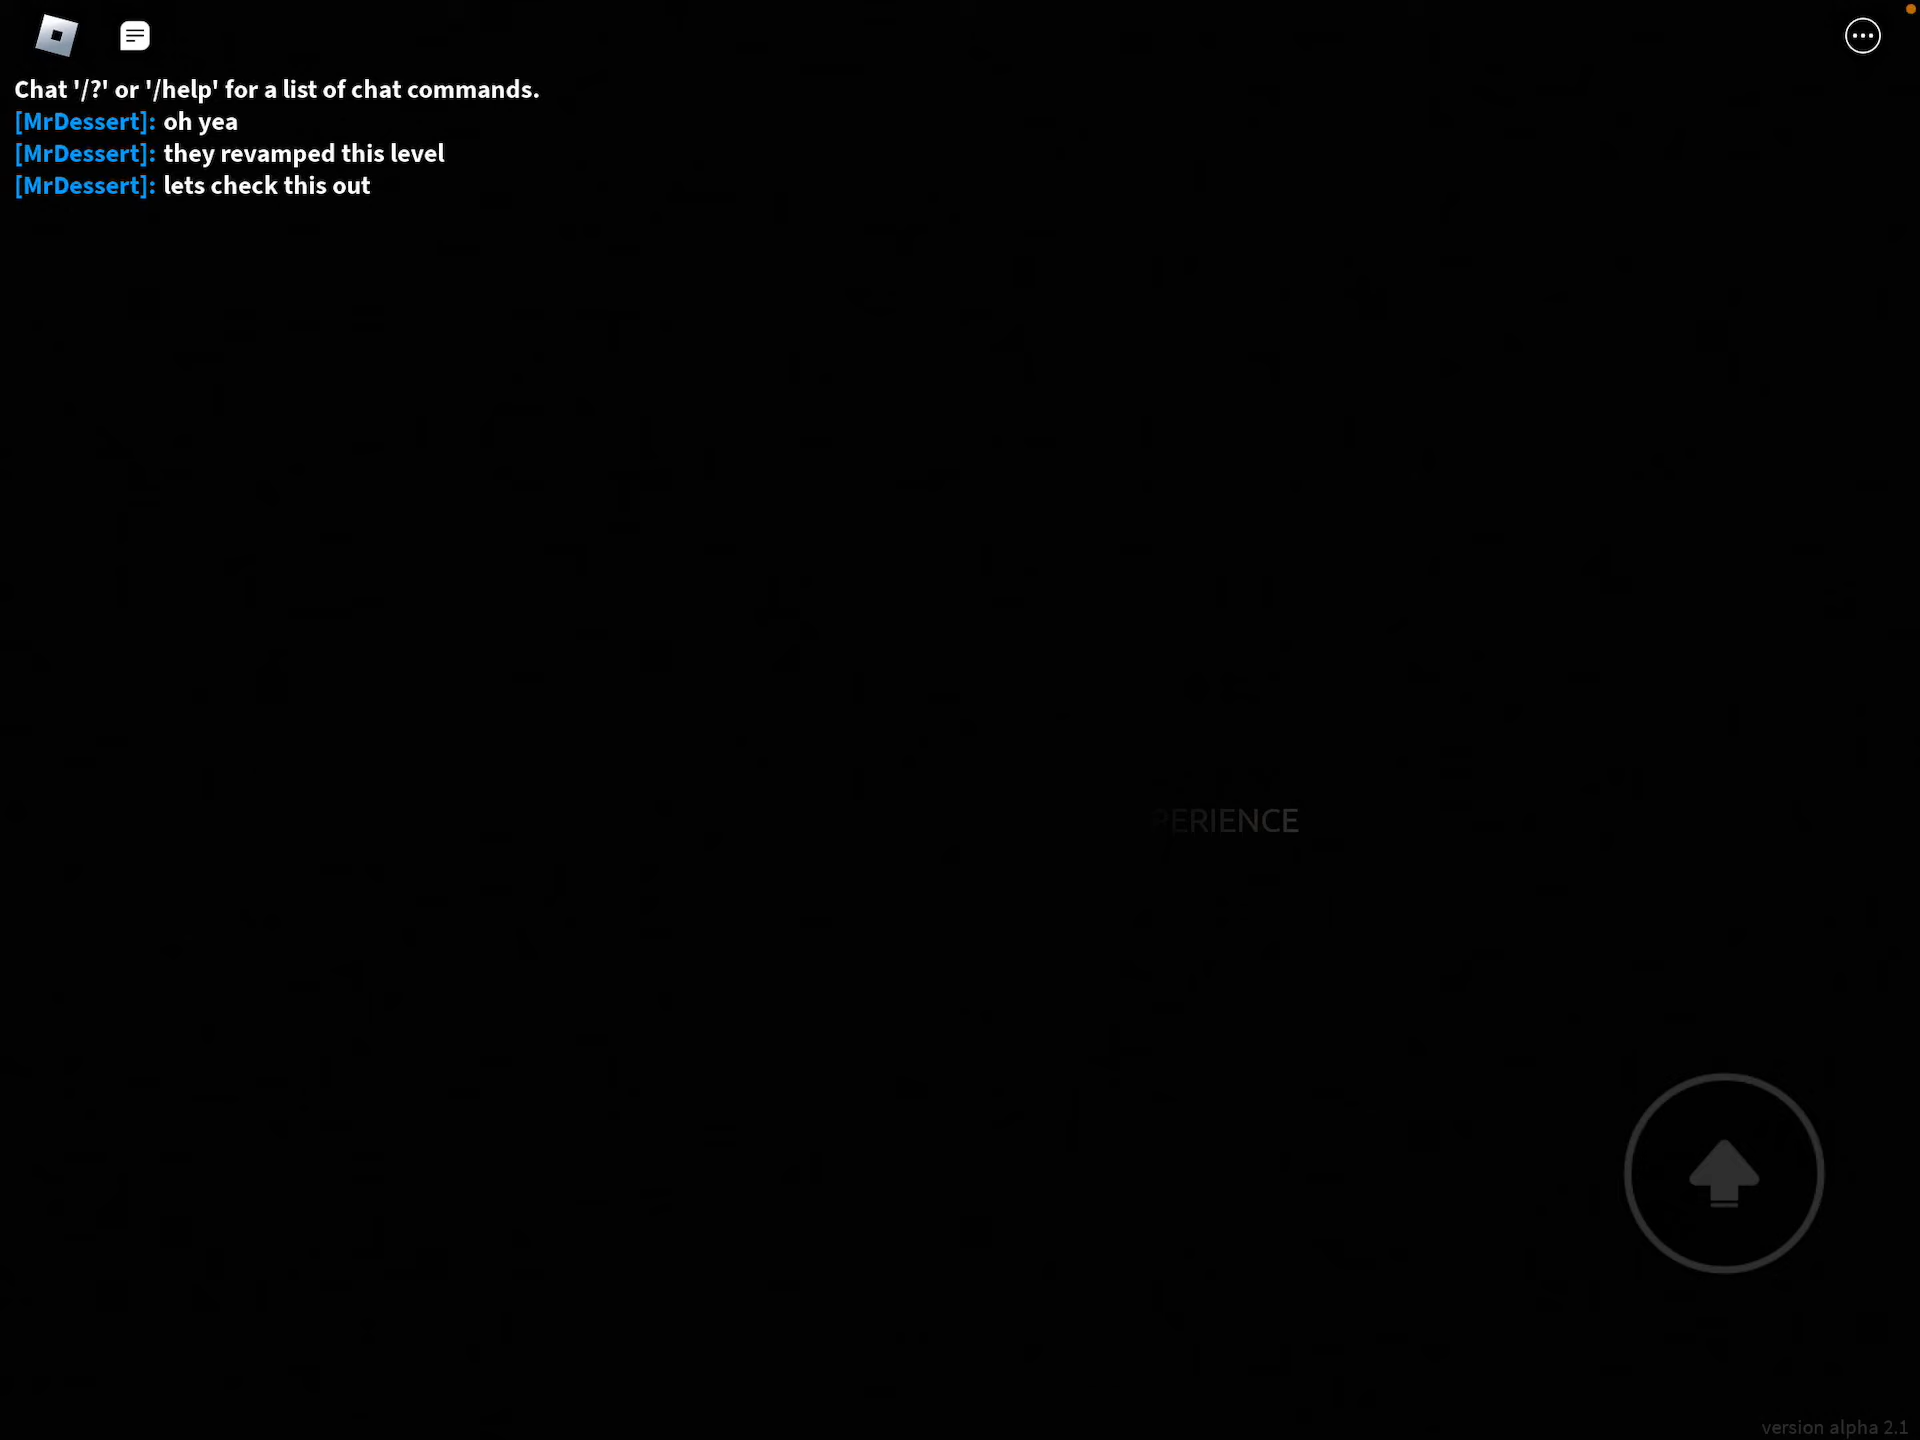 Chat '/?' or '/help' for a list of chat commands.
[MrDessert]: oh yea
[MrDessert]: they revamped this level
[MrDessert]: lets check this out
PERIENCE
version alpha 2.1